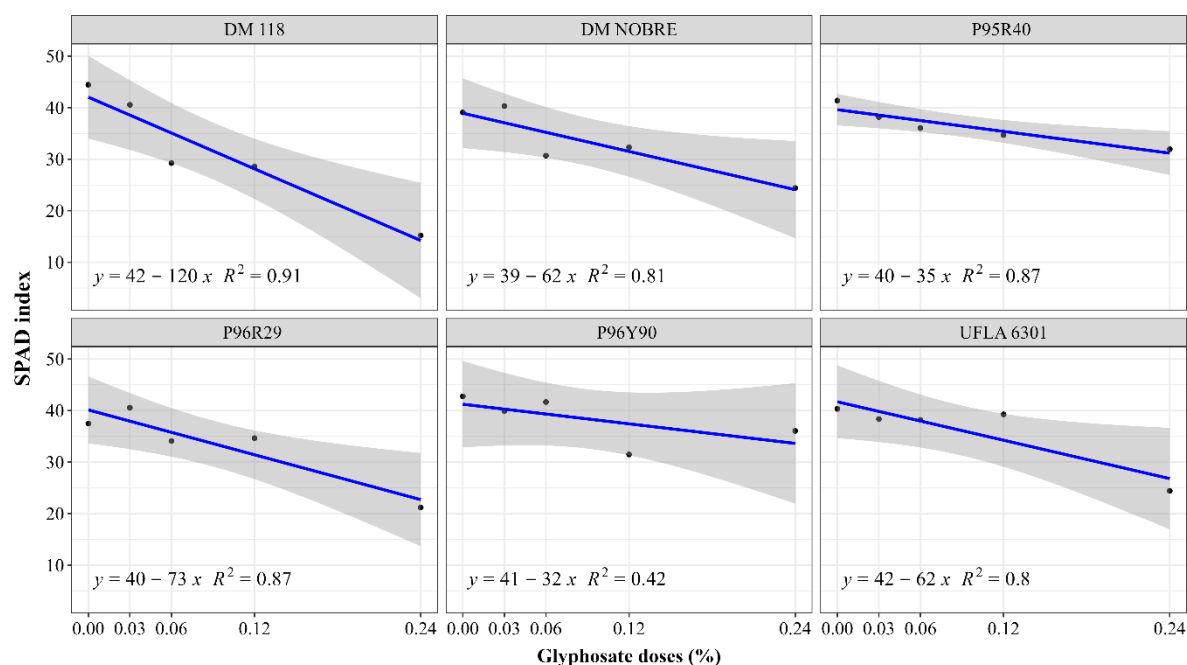 DM 118
DM NOBRE
P95R40
50
40
30
20
10
y = 42 − 120 x R² = 0.91
y = 39 − 62 x R² = 0.81
y = 40 − 35 x R² = 0.87
SPAD index
P96R29
P96Y90
UFLA 6301
50
40
30
20
10
y = 40 − 73 x R² = 0.87
y = 41 − 32 x R² = 0.42
y = 42 − 62 x R² = 0.8
0.00 0.03 0.06 0.12 0.24
0.00 0.03 0.06 0.12 0.24
0.00 0.03 0.06 0.12 0.24
Glyphosate doses (%)